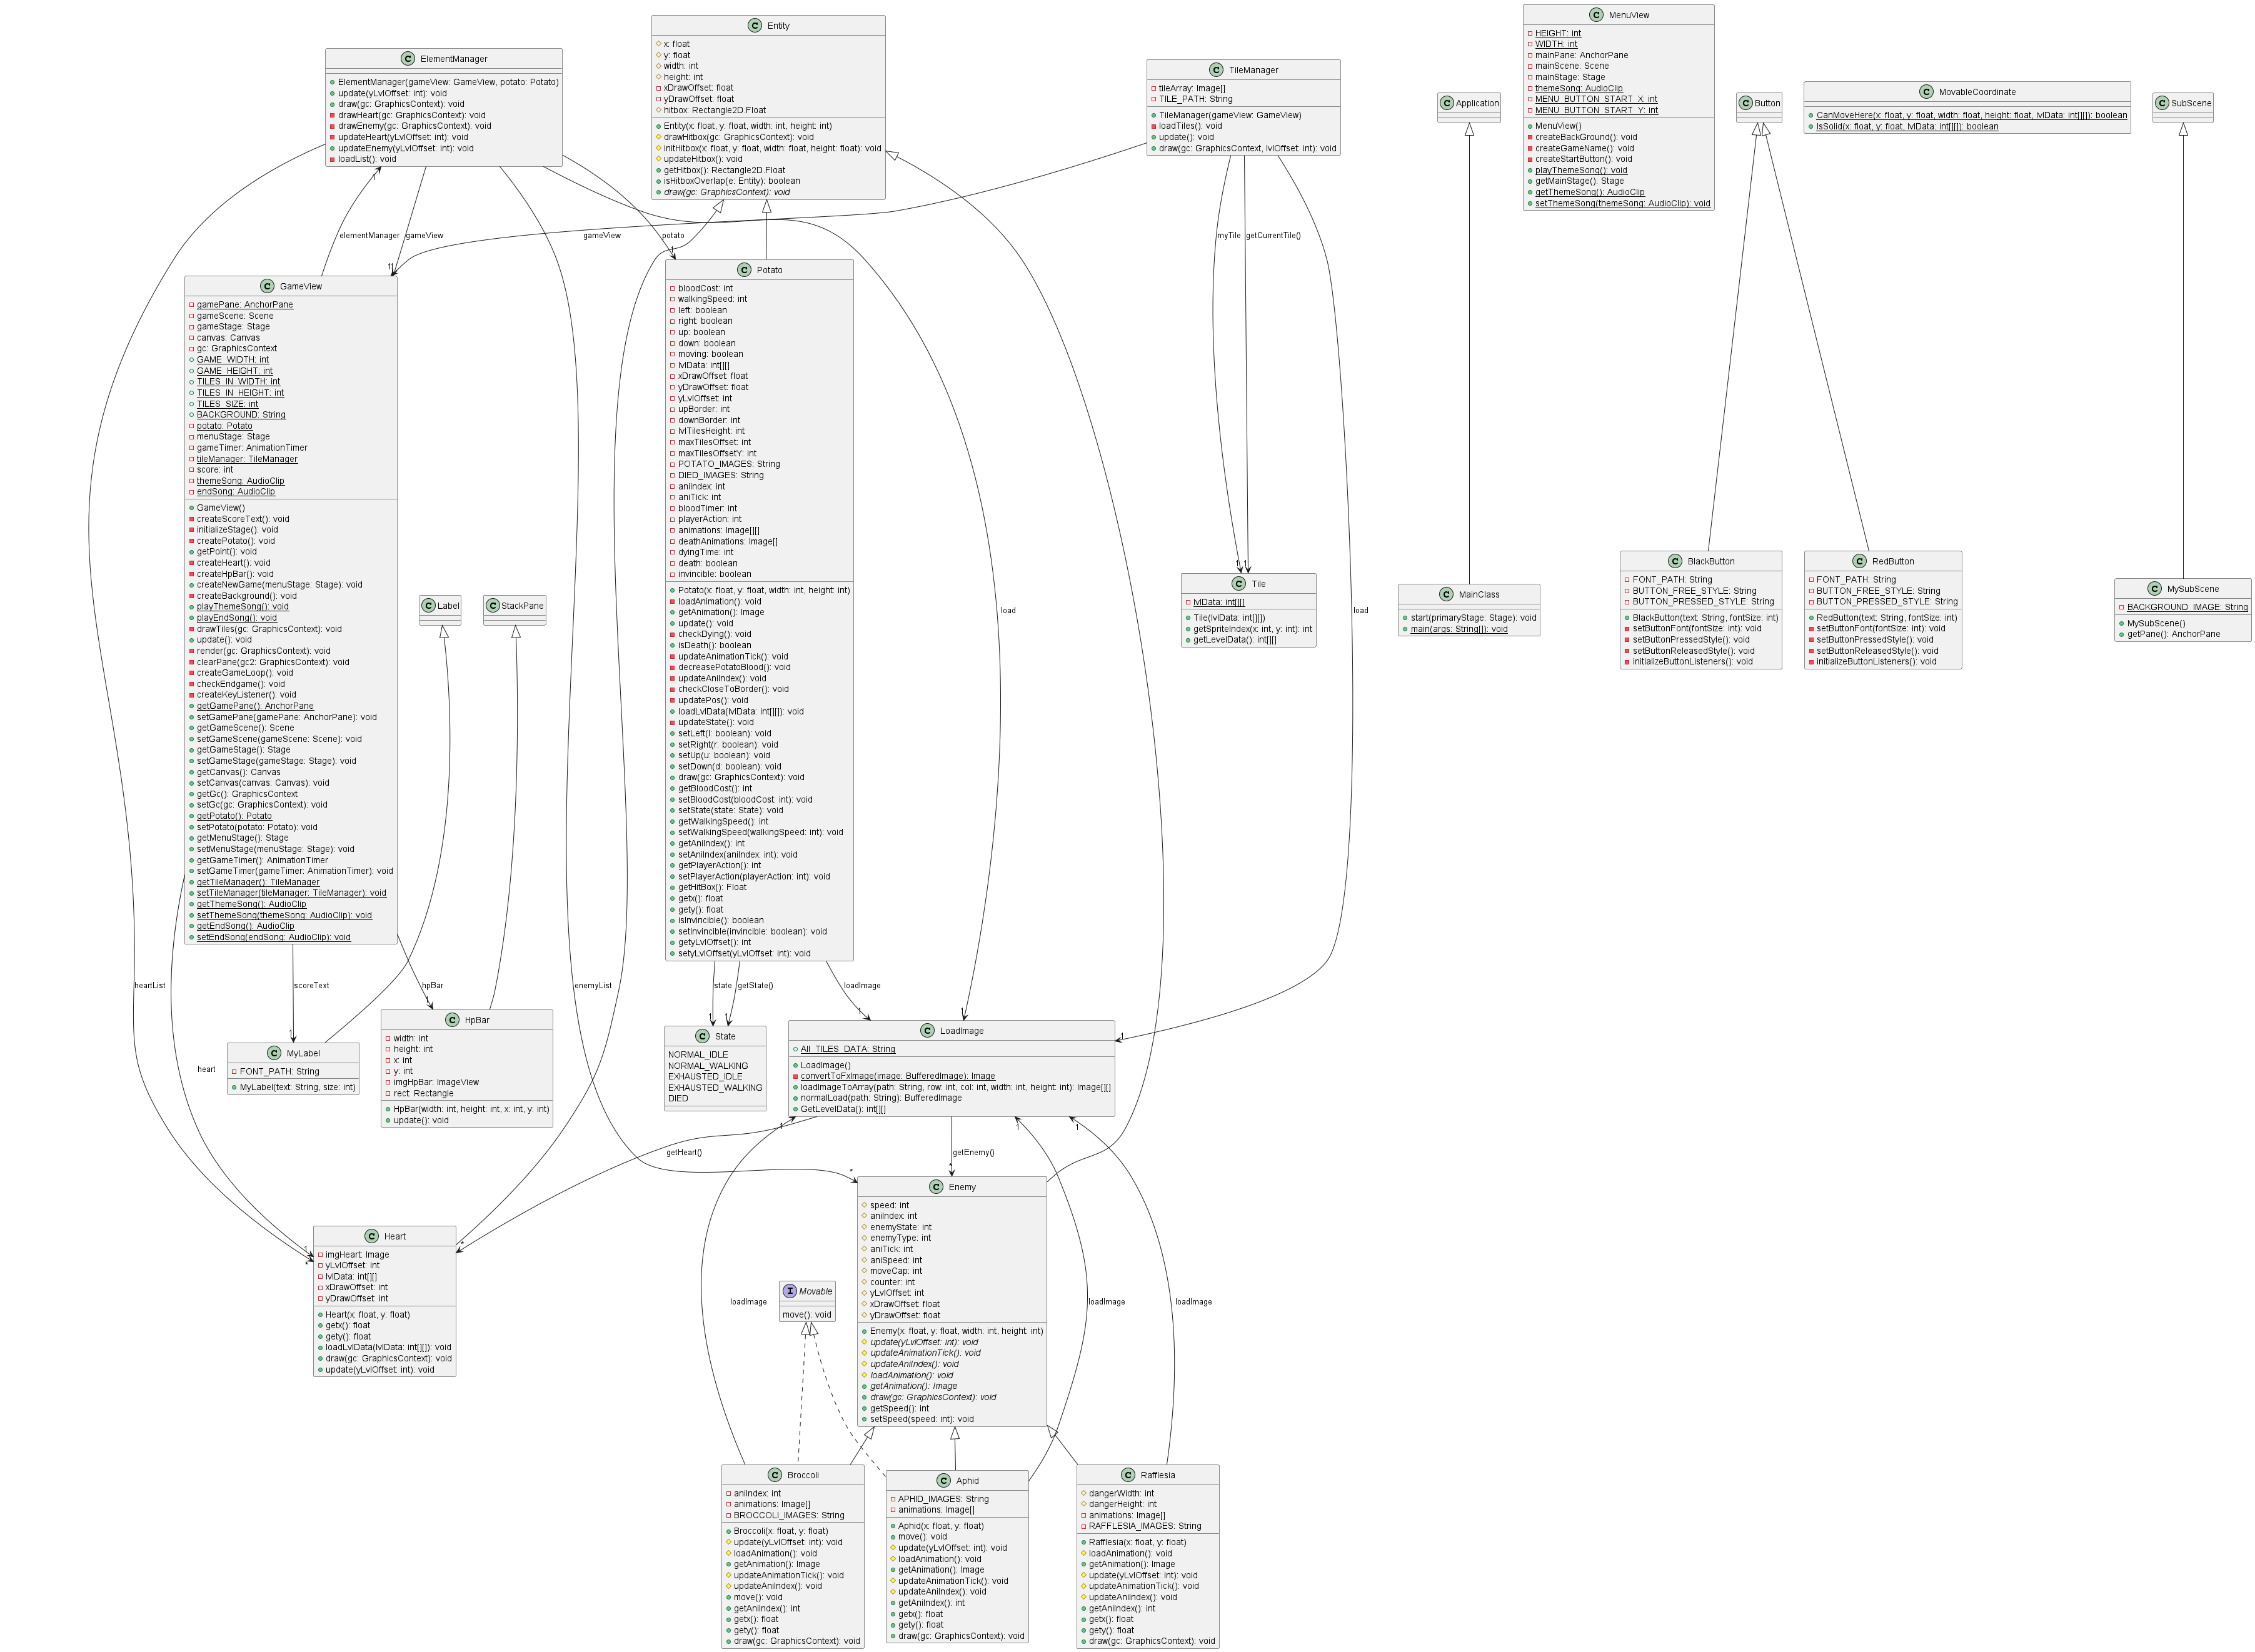 ElementManager
ElementManager(gameView: GameView, potato: Potato)
update(yLvlOffset: int): void
draw(gc: GraphicsContext): void
drawHeart(gc: GraphicsContext): void
drawEnemy(gc: GraphicsContext): void
updateHeart(yLvlOffset: int): void
updateEnemy(yLvlOffset: int): void
loadList(): void
Entity
x: float
y: float
width: int
height: int
xDrawOffset: float
yDrawOffset: float
hitbox: Rectangle2D.Float
Entity(x: float, y: float, width: int, height: int)
drawHitbox(gc: GraphicsContext): void
initHitbox(x: float, y: float, width: float, height: float): void
updateHitbox(): void
getHitbox(): Rectangle2D.Float
isHitboxOverlap(e: Entity): boolean
draw(gc: GraphicsContext): void
TileManager
tileArray: Image[]
TILE_PATH: String
TileManager(gameView: GameView)
loadTiles(): void
update(): void
draw(gc: GraphicsContext, lvlOffset: int): void
Application
MenuView
HEIGHT: int
WIDTH: int
mainPane: AnchorPane
mainScene: Scene
mainStage: Stage
themeSong: AudioClip
MENU_BUTTON_START_X: int
MENU_BUTTON_START_Y: int
MenuView()
createBackGround(): void
createGameName(): void
createStartButton(): void
playThemeSong(): void
getMainStage(): Stage
getThemeSong(): AudioClip
setThemeSong(themeSong: AudioClip): void
Button
MovableCoordinate
CanMoveHere(x: float, y: float, width: float, height: float, lvlData: int[][]): boolean
IsSolid(x: float, y: float, lvlData: int[][]): boolean
SubScene
1
elementManager
gameView
gameView
potato
myTile
getCurrentTile()
1
1
1
GameView
gamePane: AnchorPane
gameScene: Scene
gameStage: Stage
canvas: Canvas
gc: GraphicsContext
GAME_WIDTH: int
GAME_HEIGHT: int
TILES_IN_WIDTH: int
TILES_IN_HEIGHT: int
TILES_SIZE: int
BACKGROUND: String
potato: Potato
menuStage: Stage
gameTimer: AnimationTimer
tileManager: TileManager
score: int
themeSong: AudioClip
endSong: AudioClip
GameView()
createScoreText(): void
initializeStage(): void
createPotato(): void
getPoint(): void
createHeart(): void
createHpBar(): void
createNewGame(menuStage: Stage): void
createBackground(): void
playThemeSong(): void
playEndSong(): void
drawTiles(gc: GraphicsContext): void
update(): void
render(gc: GraphicsContext): void
clearPane(gc2: GraphicsContext): void
createGameLoop(): void
checkEndgame(): void
createKeyListener(): void
getGamePane(): AnchorPane
setGamePane(gamePane: AnchorPane): void
getGameScene(): Scene
setGameScene(gameScene: Scene): void
getGameStage(): Stage
setGameStage(gameStage: Stage): void
getCanvas(): Canvas
setCanvas(canvas: Canvas): void
getGc(): GraphicsContext
setGc(gc: GraphicsContext): void
getPotato(): Potato
setPotato(potato: Potato): void
getMenuStage(): Stage
setMenuStage(menuStage: Stage): void
getGameTimer(): AnimationTimer
setGameTimer(gameTimer: AnimationTimer): void
getTileManager(): TileManager
setTileManager(tileManager: TileManager): void
getThemeSong(): AudioClip
setThemeSong(themeSong: AudioClip): void
getEndSong(): AudioClip
setEndSong(endSong: AudioClip): void
Label
StackPane
Potato
bloodCost: int
walkingSpeed: int
left: boolean
right: boolean
up: boolean
down: boolean
moving: boolean
lvlData: int[][]
xDrawOffset: float
yDrawOffset: float
yLvlOffset: int
upBorder: int
downBorder: int
lvlTilesHeight: int
maxTilesOffset: int
maxTilesOffsetY: int
POTATO_IMAGES: String
DIED_IMAGES: String
aniIndex: int
aniTick: int
bloodTimer: int
playerAction: int
animations: Image[][]
deathAnimations: Image[]
dyingTime: int
death: boolean
invincible: boolean
Potato(x: float, y: float, width: int, height: int)
loadAnimation(): void
getAnimation(): Image
update(): void
checkDying(): void
isDeath(): boolean
updateAnimationTick(): void
decreasePotatoBlood(): void
updateAniIndex(): void
checkCloseToBorder(): void
updatePos(): void
loadLvlData(lvlData: int[][]): void
updateState(): void
setLeft(l: boolean): void
setRight(r: boolean): void
setUp(u: boolean): void
setDown(d: boolean): void
draw(gc: GraphicsContext): void
getBloodCost(): int
setBloodCost(bloodCost: int): void
setState(state: State): void
getWalkingSpeed(): int
setWalkingSpeed(walkingSpeed: int): void
getAniIndex(): int
setAniIndex(aniIndex: int): void
getPlayerAction(): int
setPlayerAction(playerAction: int): void
getHitBox(): Float
getx(): float
gety(): float
isInvincible(): boolean
setInvincible(invincible: boolean): void
getyLvlOffset(): int
setyLvlOffset(yLvlOffset: int): void
load
load
1
1
Tile
lvlData: int[][]
Tile(lvlData: int[][])
getSpriteIndex(x: int, y: int): int
getLevelData(): int[][]
MainClass
start(primaryStage: Stage): void
main(args: String[]): void
BlackButton
FONT_PATH: String
BUTTON_FREE_STYLE: String
BUTTON_PRESSED_STYLE: String
BlackButton(text: String, fontSize: int)
setButtonFont(fontSize: int): void
setButtonPressedStyle(): void
setButtonReleasedStyle(): void
initializeButtonListeners(): void
RedButton
FONT_PATH: String
BUTTON_FREE_STYLE: String
BUTTON_PRESSED_STYLE: String
RedButton(text: String, fontSize: int)
setButtonFont(fontSize: int): void
setButtonPressedStyle(): void
setButtonReleasedStyle(): void
initializeButtonListeners(): void
MySubScene
BACKGROUND_IMAGE: String
MySubScene()
getPane(): AnchorPane
heartList
scoreText
hpBar
enemyList
state
getState()
loadImage
1
1
1
1
1
1
1
1
heart
MyLabel
FONT_PATH: String
MyLabel(text: String, size: int)
HpBar
width: int
height: int
x: int
y: int
imgHpBar: ImageView
rect: Rectangle
HpBar(width: int, height: int, x: int, y: int)
update(): void
State
NORMAL_IDLE
NORMAL_WALKING
EXHAUSTED_IDLE
EXHAUSTED_WALKING
DIED
LoadImage
All_TILES_DATA: String
LoadImage()
convertToFxImage(image: BufferedImage): Image
loadImageToArray(path: String, row: int, col: int, width: int, height: int): Image[][]
normalLoad(path: String): BufferedImage
GetLevelData(): int[][]
1
1
1
getHeart()
getEnemy()
*
*
*
1
*
Heart
imgHeart: Image
yLvlOffset: int
lvlData: int[][]
xDrawOffset: int
yDrawOffset: int
Heart(x: float, y: float)
getx(): float
gety(): float
loadLvlData(lvlData: int[][]): void
draw(gc: GraphicsContext): void
update(yLvlOffset: int): void
loadImage
Movable
move(): void
Enemy
speed: int
aniIndex: int
enemyState: int
enemyType: int
aniTick: int
aniSpeed: int
moveCap: int
counter: int
yLvlOffset: int
xDrawOffset: float
yDrawOffset: float
Enemy(x: float, y: float, width: int, height: int)
update(yLvlOffset: int): void
updateAnimationTick(): void
updateAniIndex(): void
loadAnimation(): void
getAnimation(): Image
draw(gc: GraphicsContext): void
getSpeed(): int
setSpeed(speed: int): void
loadImage
loadImage
Broccoli
aniIndex: int
animations: Image[]
BROCCOLI_IMAGES: String
Broccoli(x: float, y: float)
update(yLvlOffset: int): void
loadAnimation(): void
getAnimation(): Image
updateAnimationTick(): void
updateAniIndex(): void
move(): void
getAniIndex(): int
getx(): float
gety(): float
draw(gc: GraphicsContext): void
Aphid
APHID_IMAGES: String
animations: Image[]
Aphid(x: float, y: float)
move(): void
update(yLvlOffset: int): void
loadAnimation(): void
getAnimation(): Image
updateAnimationTick(): void
updateAniIndex(): void
getAniIndex(): int
getx(): float
gety(): float
draw(gc: GraphicsContext): void
Rafflesia
dangerWidth: int
dangerHeight: int
animations: Image[]
RAFFLESIA_IMAGES: String
Rafflesia(x: float, y: float)
loadAnimation(): void
getAnimation(): Image
update(yLvlOffset: int): void
updateAnimationTick(): void
updateAniIndex(): void
getAniIndex(): int
getx(): float
gety(): float
draw(gc: GraphicsContext): void